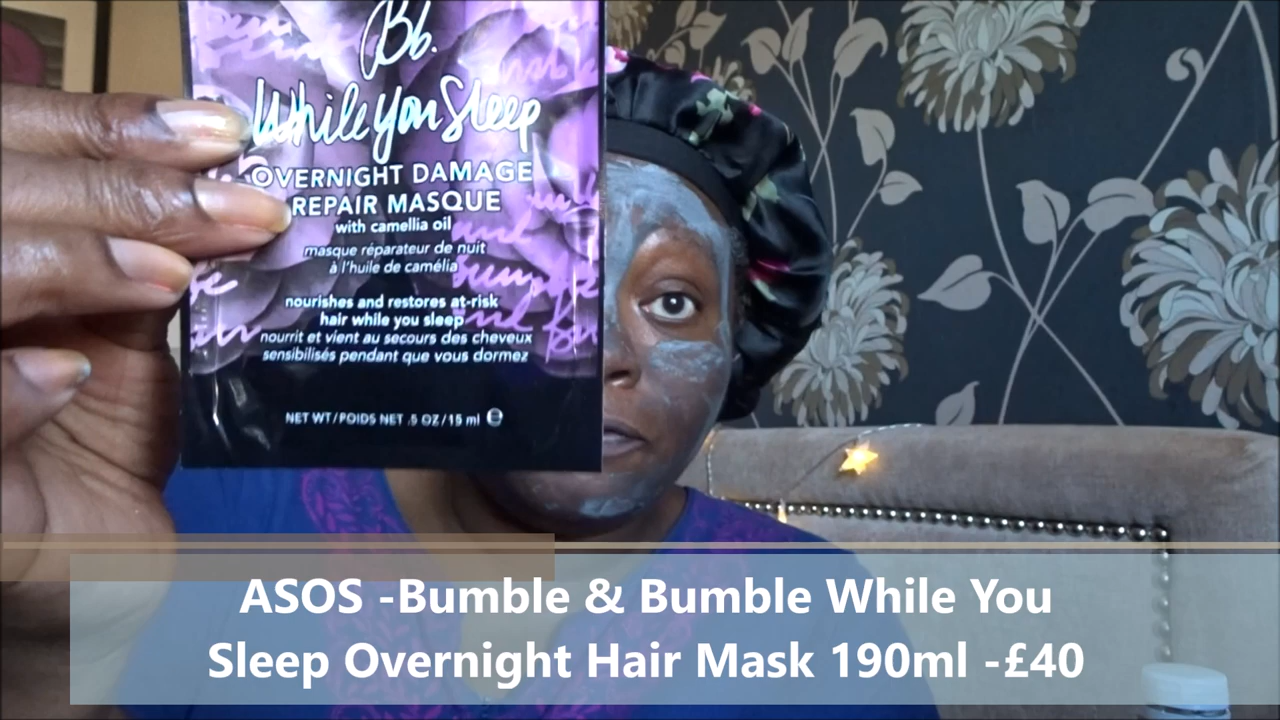 Bb.
While you Sleep
OVERNIGHT DAMAGE
REPAIR MASQUE
with camellia oil
masque réparateur de nuit
à l'huile de camélia
nourishes and restores at-risk
hair while you sleep
nourrit et vient au secours des cheveux
sensibilisés pendant que vous dormez
NET WT/POIDS NET .5 OZ/15 ml e
ASOS -Bumble & Bumble While You
Sleep Overnight Hair Mask 190ml -£40